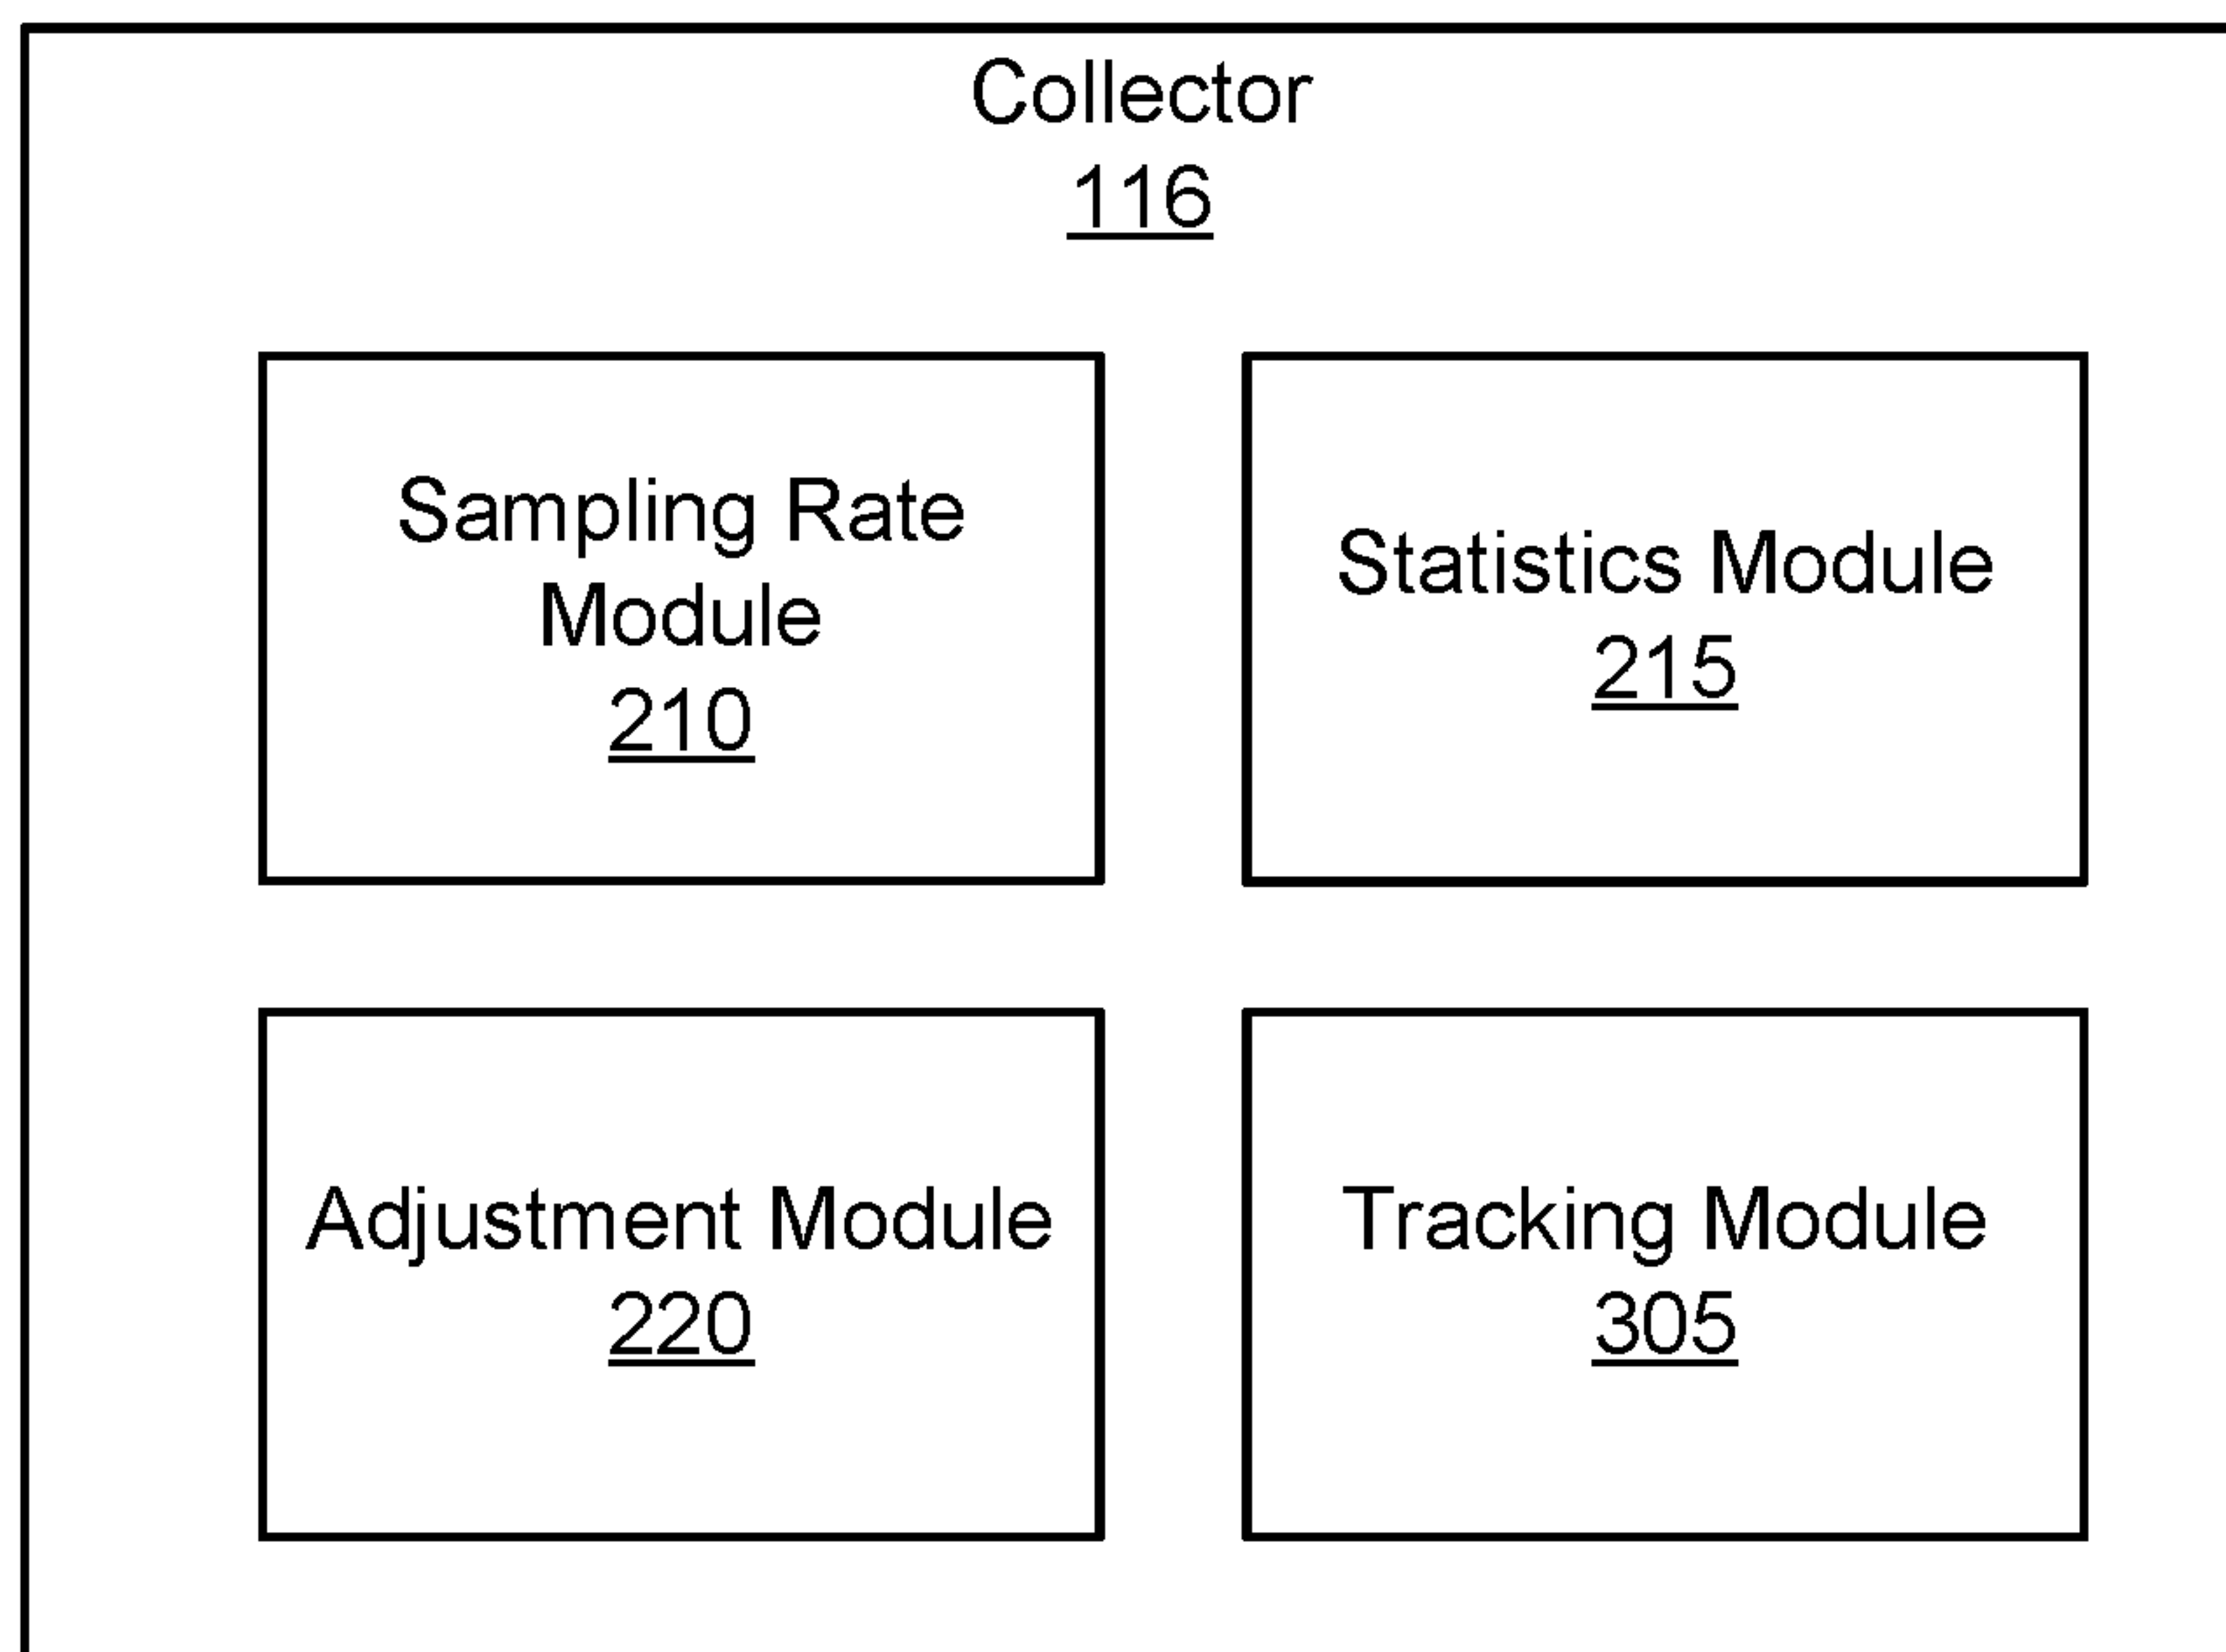 Collector
116
Sampling Rate
Module
210
Statistics Module
215
Adjustment Module
220
Tracking Module
305